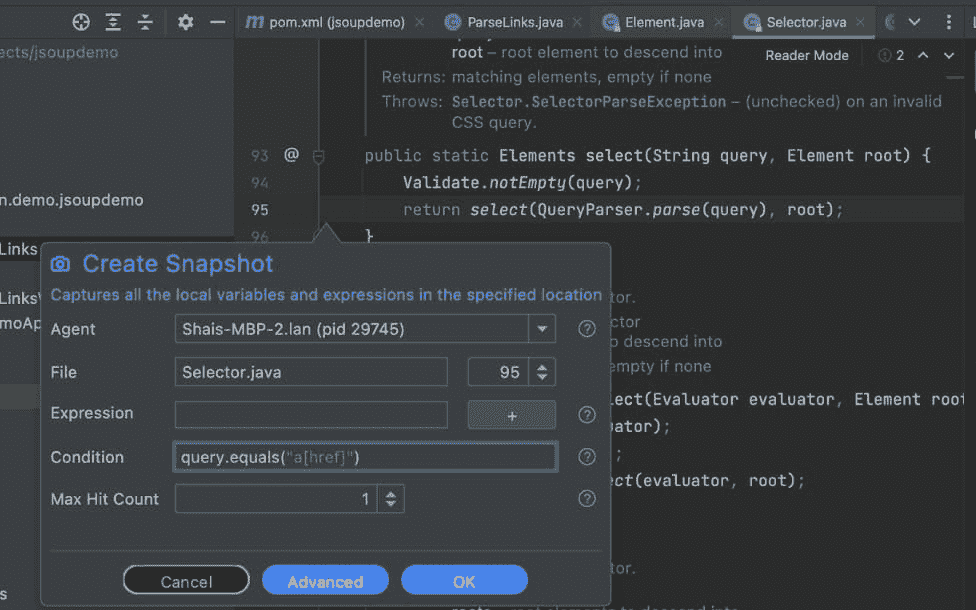 pom.xml (jsoupdemo) ParseLinks.java Element.java Selector.java
ects/jsoupdemo
root – root element to descend into
Reader Mode 2
Returns: matching elements, empty if none
Throws: Selector.SelectorParseException – (unchecked) on an invalid
CSS query.
93 @ public static Elements select(String query, Element root) {
94 Validate.notEmpty(query);
n.demo.jsoupdemo
95 return select(QueryParser.parse(query), root);
96 }
Links
Create Snapshot
Captures all the local variables and expressions in the specified location
tor.
LinksW
Agent Shais-MBP-2.lan (pid 29745) ?
ctor
moAp
o descend into
File Selector.java 95
empty if none
Expression + ?
lect(Evaluator evaluator, Element root
uator);
Condition query.equals("a[href]") ?
;
ect(evaluator, root);
Max Hit Count 1 ?
tor.
Cancel Advanced OK
s